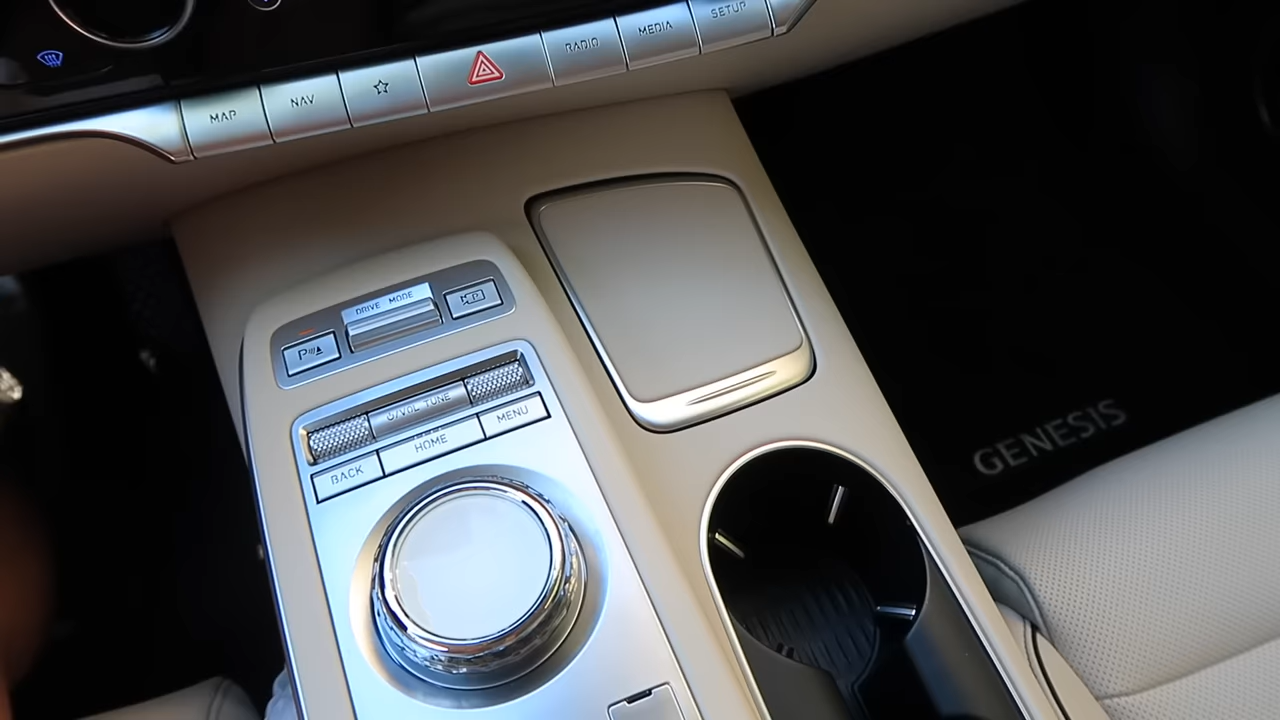 MAP NAV RADIO MEDIA SETUP
DRIVE MODE
P
P
VOL TUNE
BACK HOME MENU
GENESIS